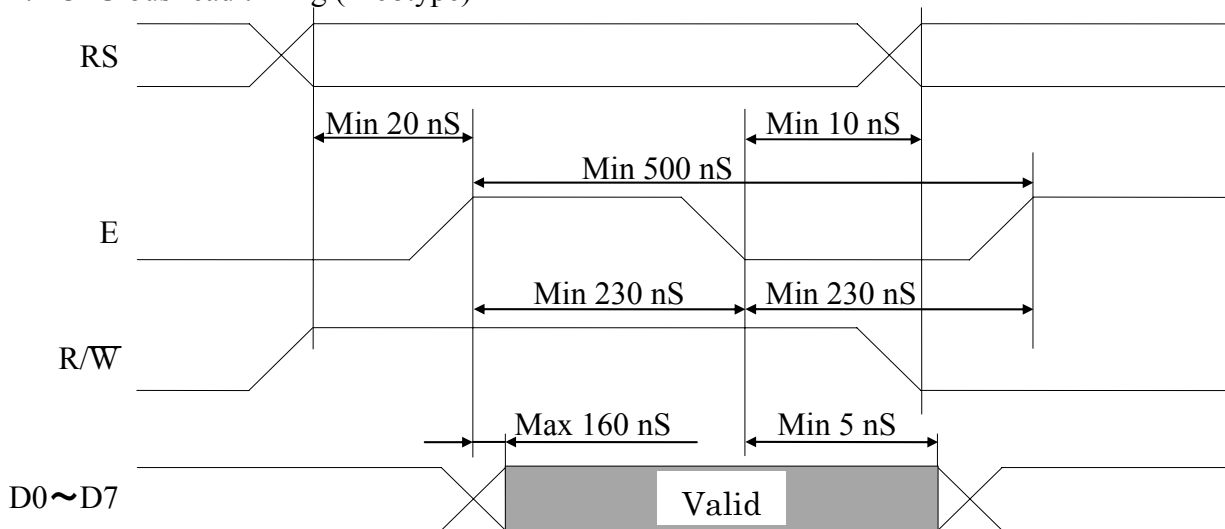 RS
Min 20 nS
Min 10 nS
Min 500 nS
E
Min 230 nS
Min 230 nS
R/W̅
Max 160 nS
Min 5 nS
D0～D7
Valid